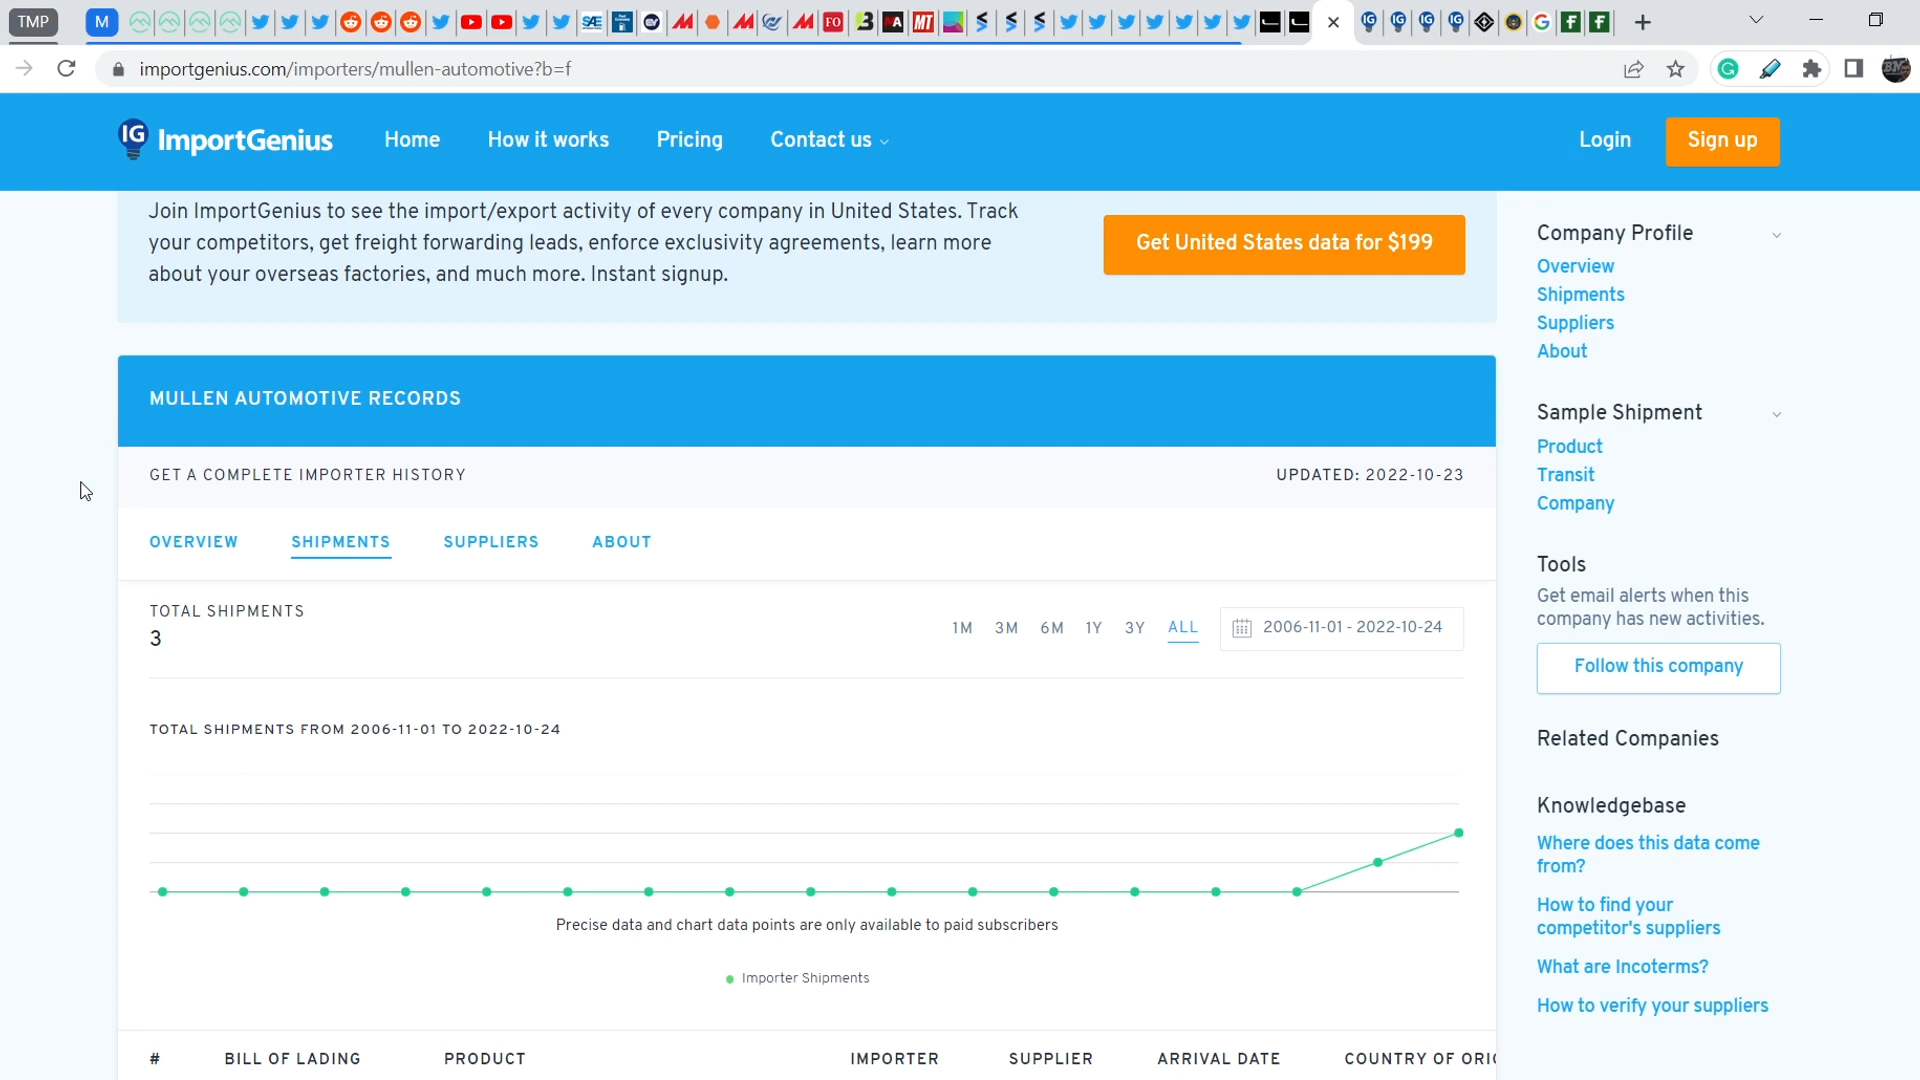 TMP
M
importgenius.com/importers/mullen-automotive?b=f
IG ImportGenius
Home
How it works
Pricing
Contact us
Login
Sign up
Join ImportGenius to see the import/export activity of every company in United States. Track
your competitors, get freight forwarding leads, enforce exclusivity agreements, learn more
about your overseas factories, and much more. Instant signup.
Get United States data for $199
MULLEN AUTOMOTIVE RECORDS
GET A COMPLETE IMPORTER HISTORY
UPDATED: 2022-10-23
OVERVIEW
SHIPMENTS
SUPPLIERS
ABOUT
TOTAL SHIPMENTS
3
1M 3M 6M 1Y 3Y ALL
2006-11-01 - 2022-10-24
TOTAL SHIPMENTS FROM 2006-11-01 TO 2022-10-24
Precise data and chart data points are only available to paid subscribers
Importer Shipments
# BILL OF LADING PRODUCT IMPORTER SUPPLIER ARRIVAL DATE COUNTRY OF ORI
Company Profile
Overview
Shipments
Suppliers
About
Sample Shipment
Product
Transit
Company
Tools
Get email alerts when this
company has new activities.
Follow this company
Related Companies
Knowledgebase
Where does this data come
from?
How to find your
competitor's suppliers
What are Incoterms?
How to verify your suppliers